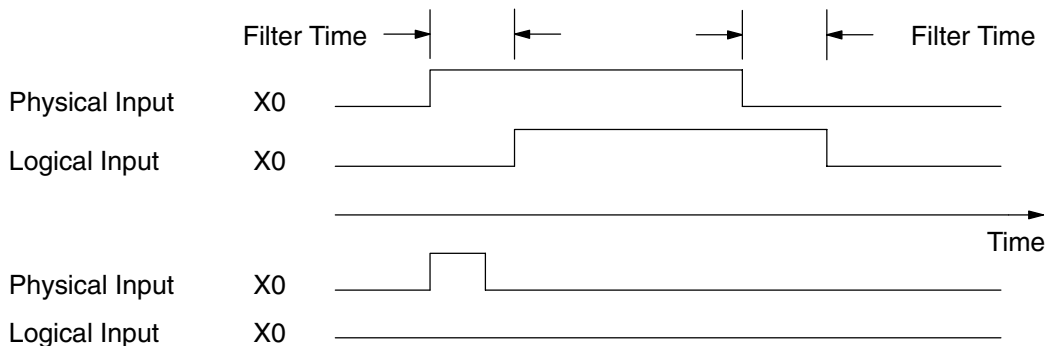 Filter Time Filter Time
Physical Input X0
Logical Input X0
Time
Physical Input X0
Logical Input X0